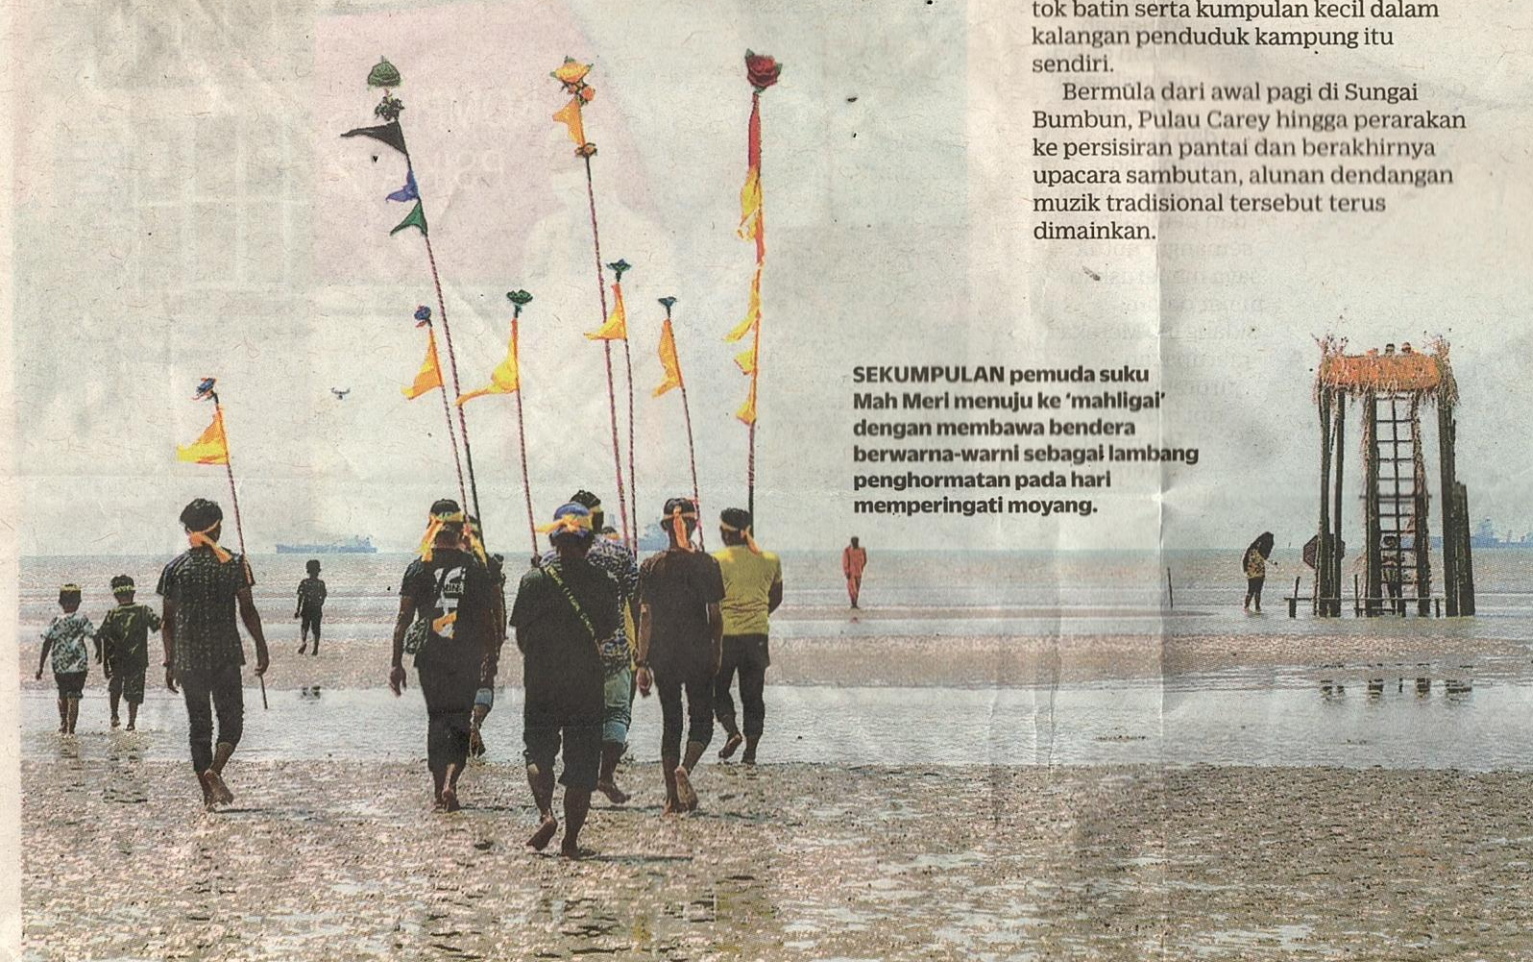 tok batin serta kumpulan kecil dalam
kalangan penduduk kampung itu
sendiri.
Bermula dari awal pagi di Sungai
Bumbun, Pulau Carey hingga perarakan
ke persisiran pantai dan berakhirnya
upacara sambutan, alunan dendangan
muzik tradisional tersebut terus
dimainkan.
SEKUMPULAN pemuda suku
Mah Meri menuju ke ‘mahligai’
dengan membawa bendera
berwarna-warni sebagai lambang
penghormatan pada hari
memperingati moyang.